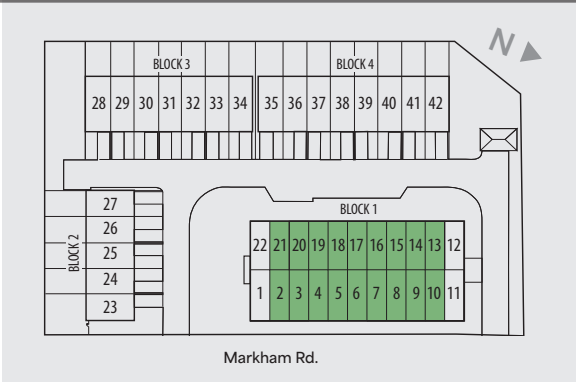 N
BLOCK 3 BLOCK 4
28 29 30 31 32 33 34 35 36 37 38 39 40 41 42
BLOCK 2
27
26
25
24
23
BLOCK 1
22 21 20 19 18 17 16 15 14 13 12
1 2 3 4 5 6 7 8 9 10 11
Markham Rd.